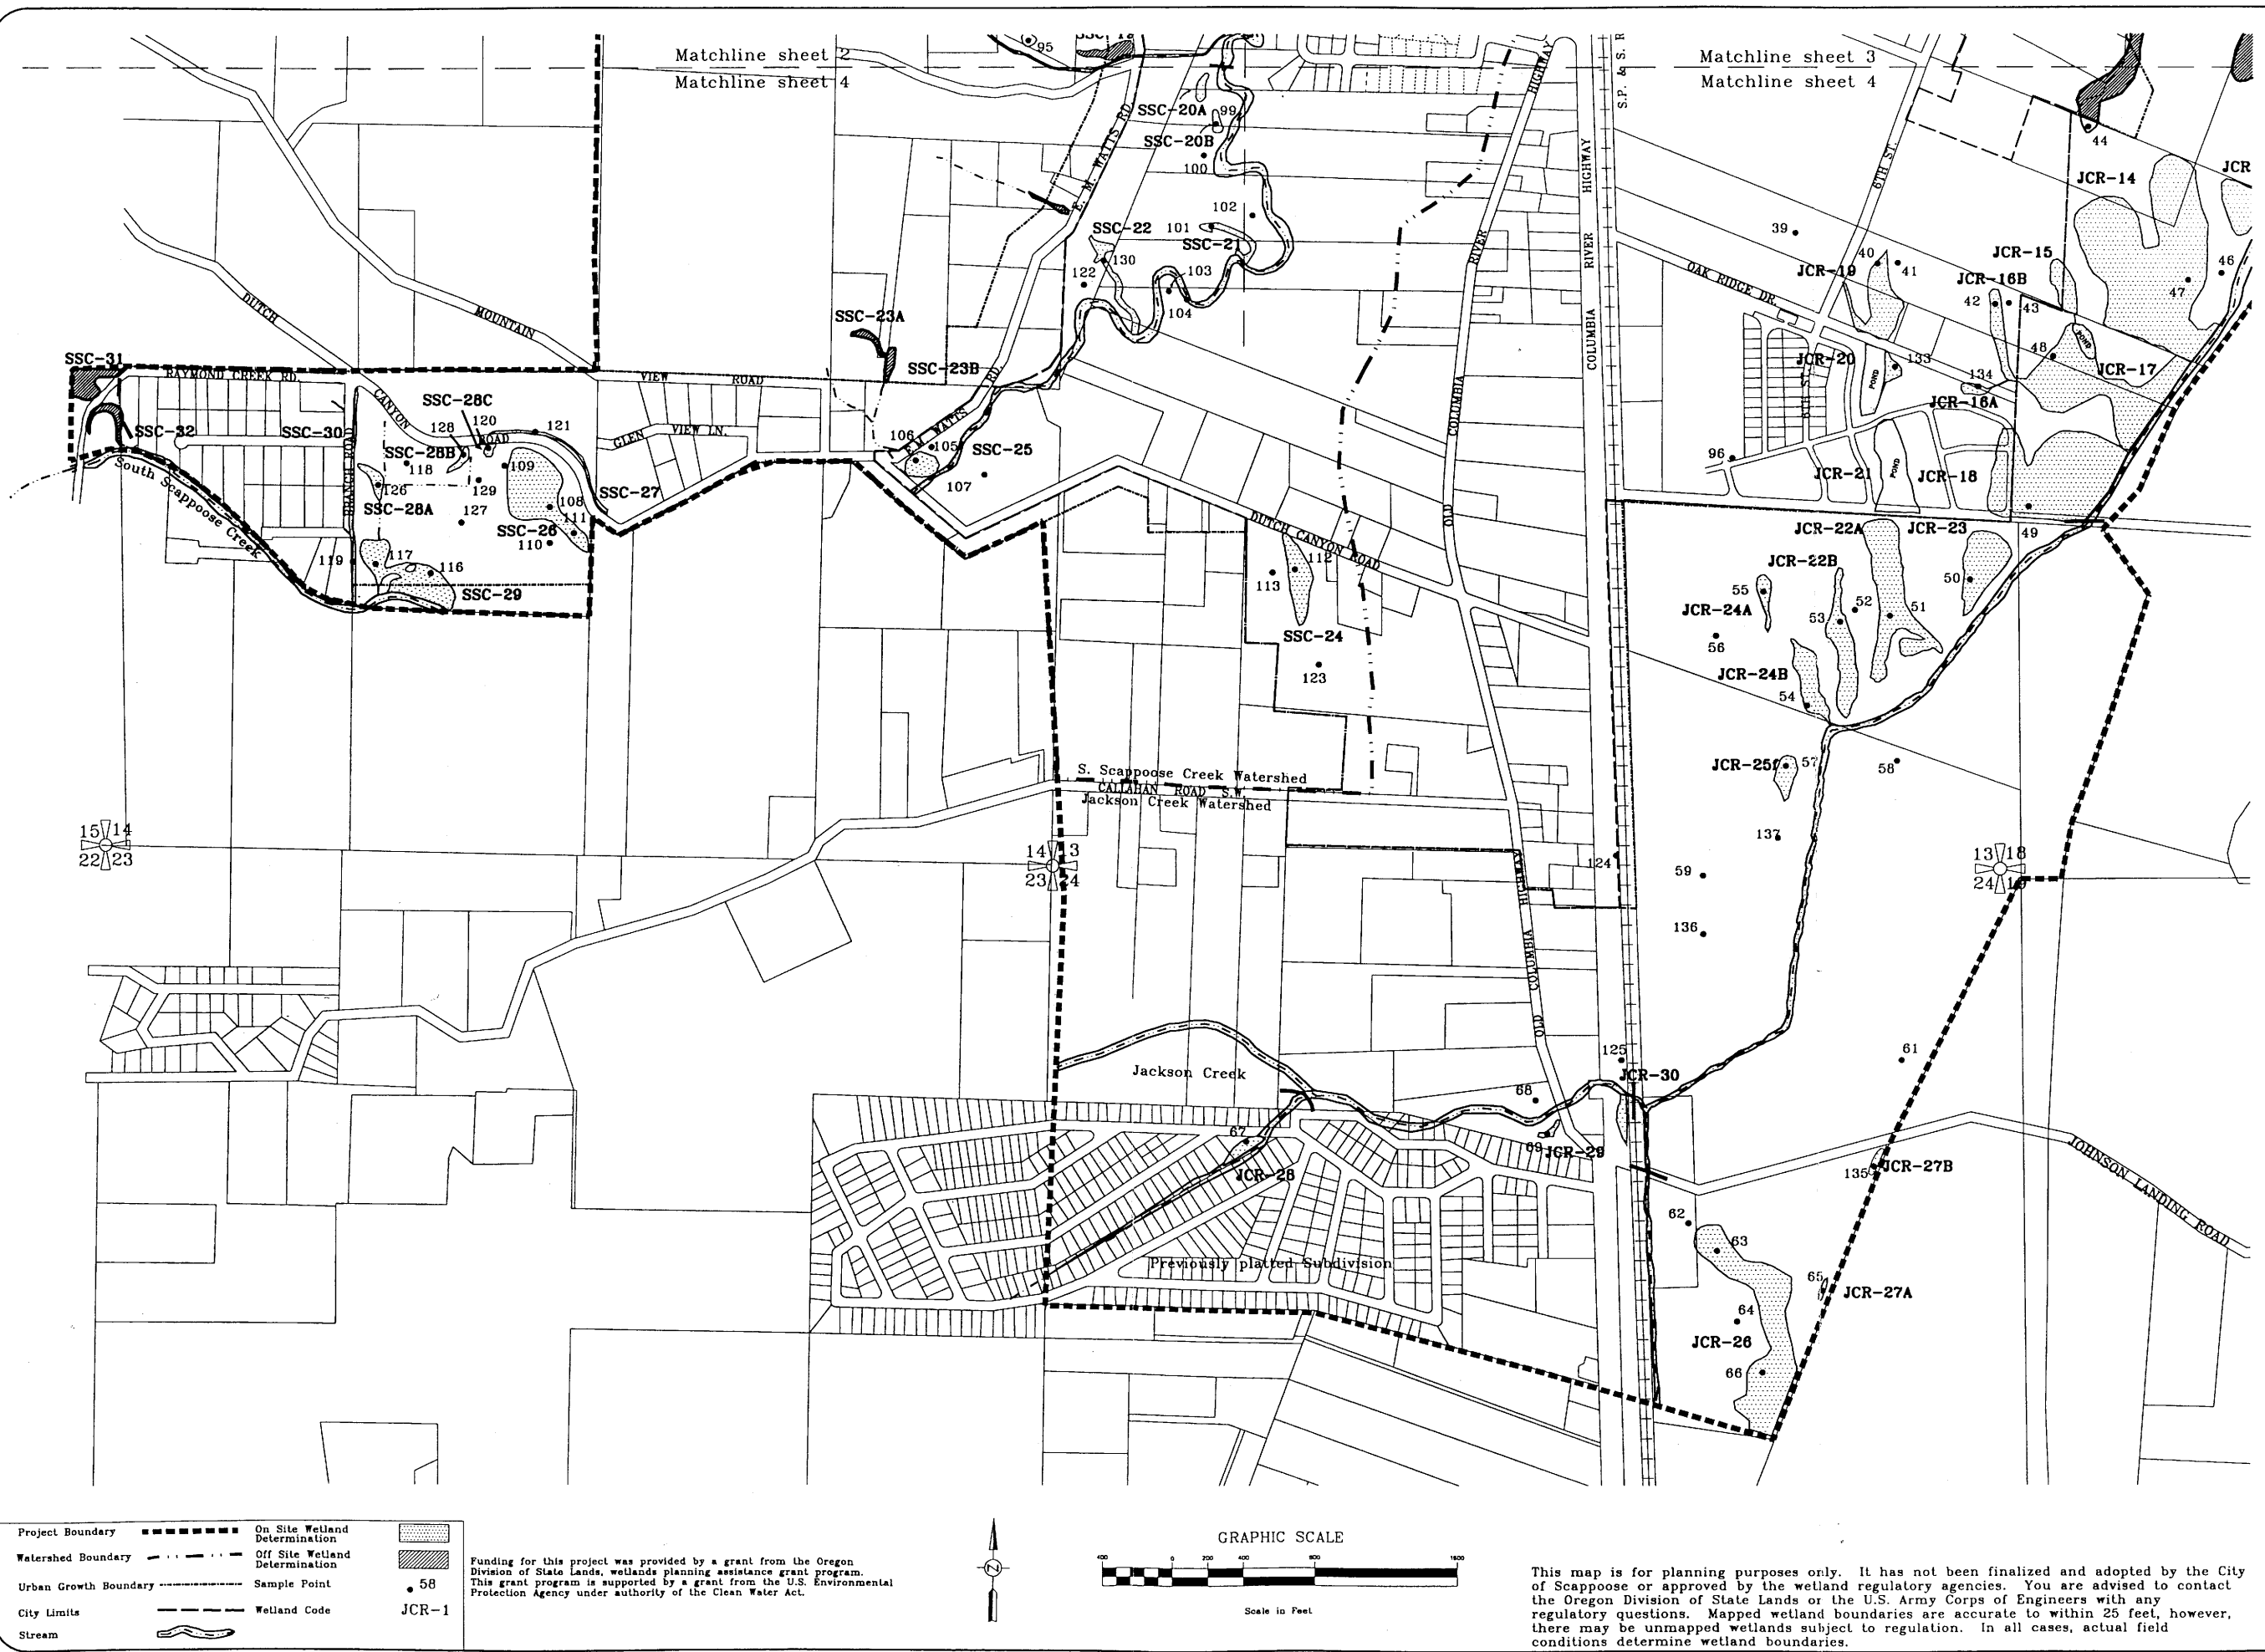 Matchline sheet 2
Matchline sheet 4
Matchline sheet 3
Matchline sheet 4
95
HIGHWAY
S.P. & S. R
44
JCR-14
JCR
SSC-20A
99
SSC-20B
100
E. M. WATTS RD.
HIGHWAY
6TH ST.
102
101
SSC-21
SSC-22
130
122
103
104
RIVER
RIVER
39
40
41
JCR-19
OAK RIDGE DR.
JCR-15
JCR-16B
42
43
46
47
DUTCH
MOUNTAIN
SSC-23A
SSC-23B
COLUMBIA
COLUMBIA
48
POND
JCR-17
JCR-20
6TH ST.
POND
133
134
JCR-16A
SSC-31
RAYMOND CREEK RD.
VIEW ROAD
CANYON
SSC-28C
120
128
ROAD
121
SSC-32
SSC-30
BRANCH ROAD
SSC-28B
118
109
GLEN VIEW LN.
E.M. WATTS RD.
106
105
SSC-25
107
96
JCR-21
POND
JCR-18
49
South Scappoose Creek
126
129
SSC-28A
127
108
SSC-27
SSC-26
111
110
119
117
116
SSC-29
OLD
DUTCH CANYON ROAD
112
113
SSC-24
123
JCR-22A
JCR-23
JCR-22B
55
JCR-24A
52
53
51
50
56
JCR-24B
54
S. Scappoose Creek Watershed
CALLAHAN ROAD S.W.
Jackson Creek Watershed
JCR-25
57
58
137
15 14
22 23
14 13
23 24
HIGHWAY
124
59
136
13 18
24 19
COLUMBIA
OLD
Jackson Creek
125
JCR-30
61
68
69
JCR-29
67
JCR-28
135
JCR-27B
JOHNSON LANDING ROAD
62
63
Previously platted Subdivision
65
JCR-27A
64
JCR-26
66
Project Boundary
On Site Wetland
Determination
Watershed Boundary
Off Site Wetland
Determination
Urban Growth Boundary
Sample Point
58
City Limits
Wetland Code
JCR-1
Stream
Funding for this project was provided by a grant from the Oregon
Division of State Lands, wetlands planning assistance grant program.
This grant program is supported by a grant from the U.S. Environmental
Protection Agency under authority of the Clean Water Act.
N
GRAPHIC SCALE
400 0 200 400 800 1600
Scale in Feet
This map is for planning purposes only. It has not been finalized and adopted by the City
of Scappoose or approved by the wetland regulatory agencies. You are advised to contact
the Oregon Division of State Lands or the U.S. Army Corps of Engineers with any
regulatory questions. Mapped wetland boundaries are accurate to within 25 feet, however,
there may be unmapped wetlands subject to regulation. In all cases, actual field
conditions determine wetland boundaries.